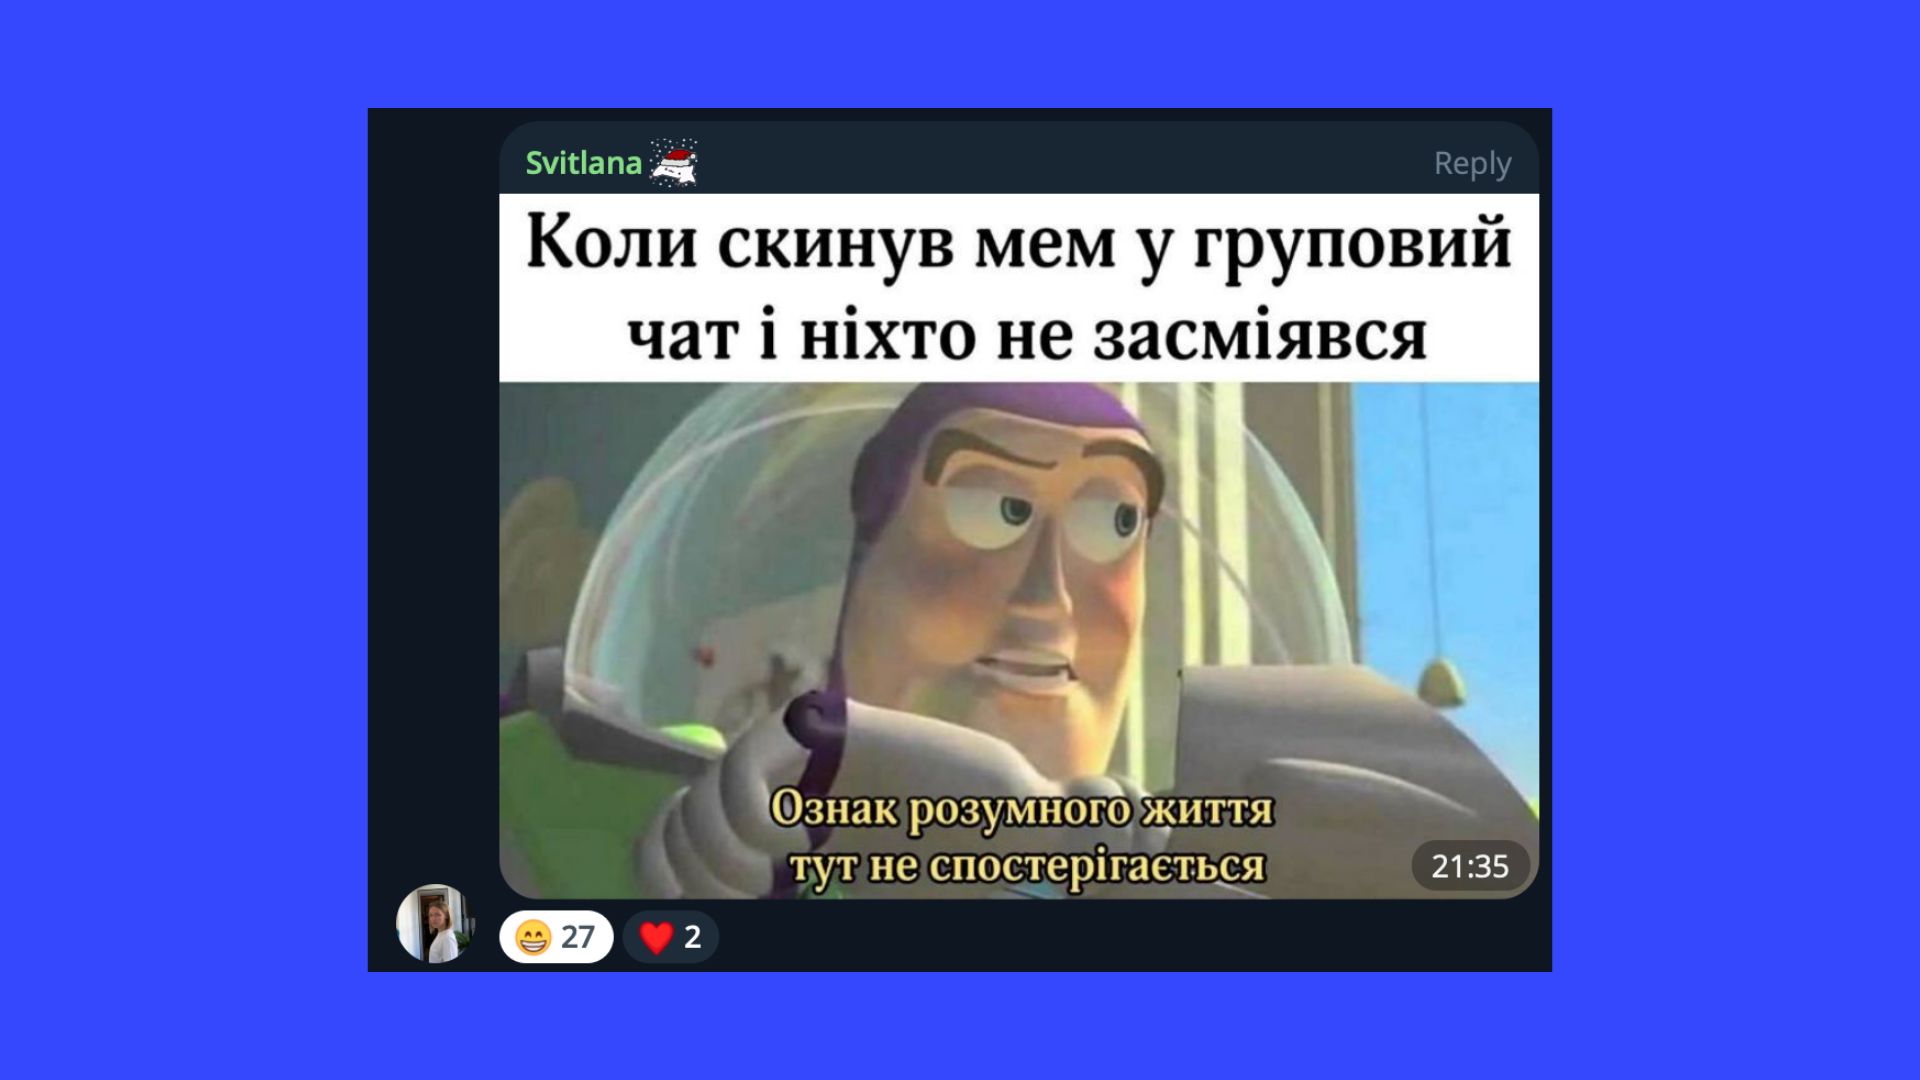 Svitlana
Reply
Коли скинув мем у груповий
чат і ніхто не засміявся
Ознак розумного життя
тут не спостерігається
21:35
27
2